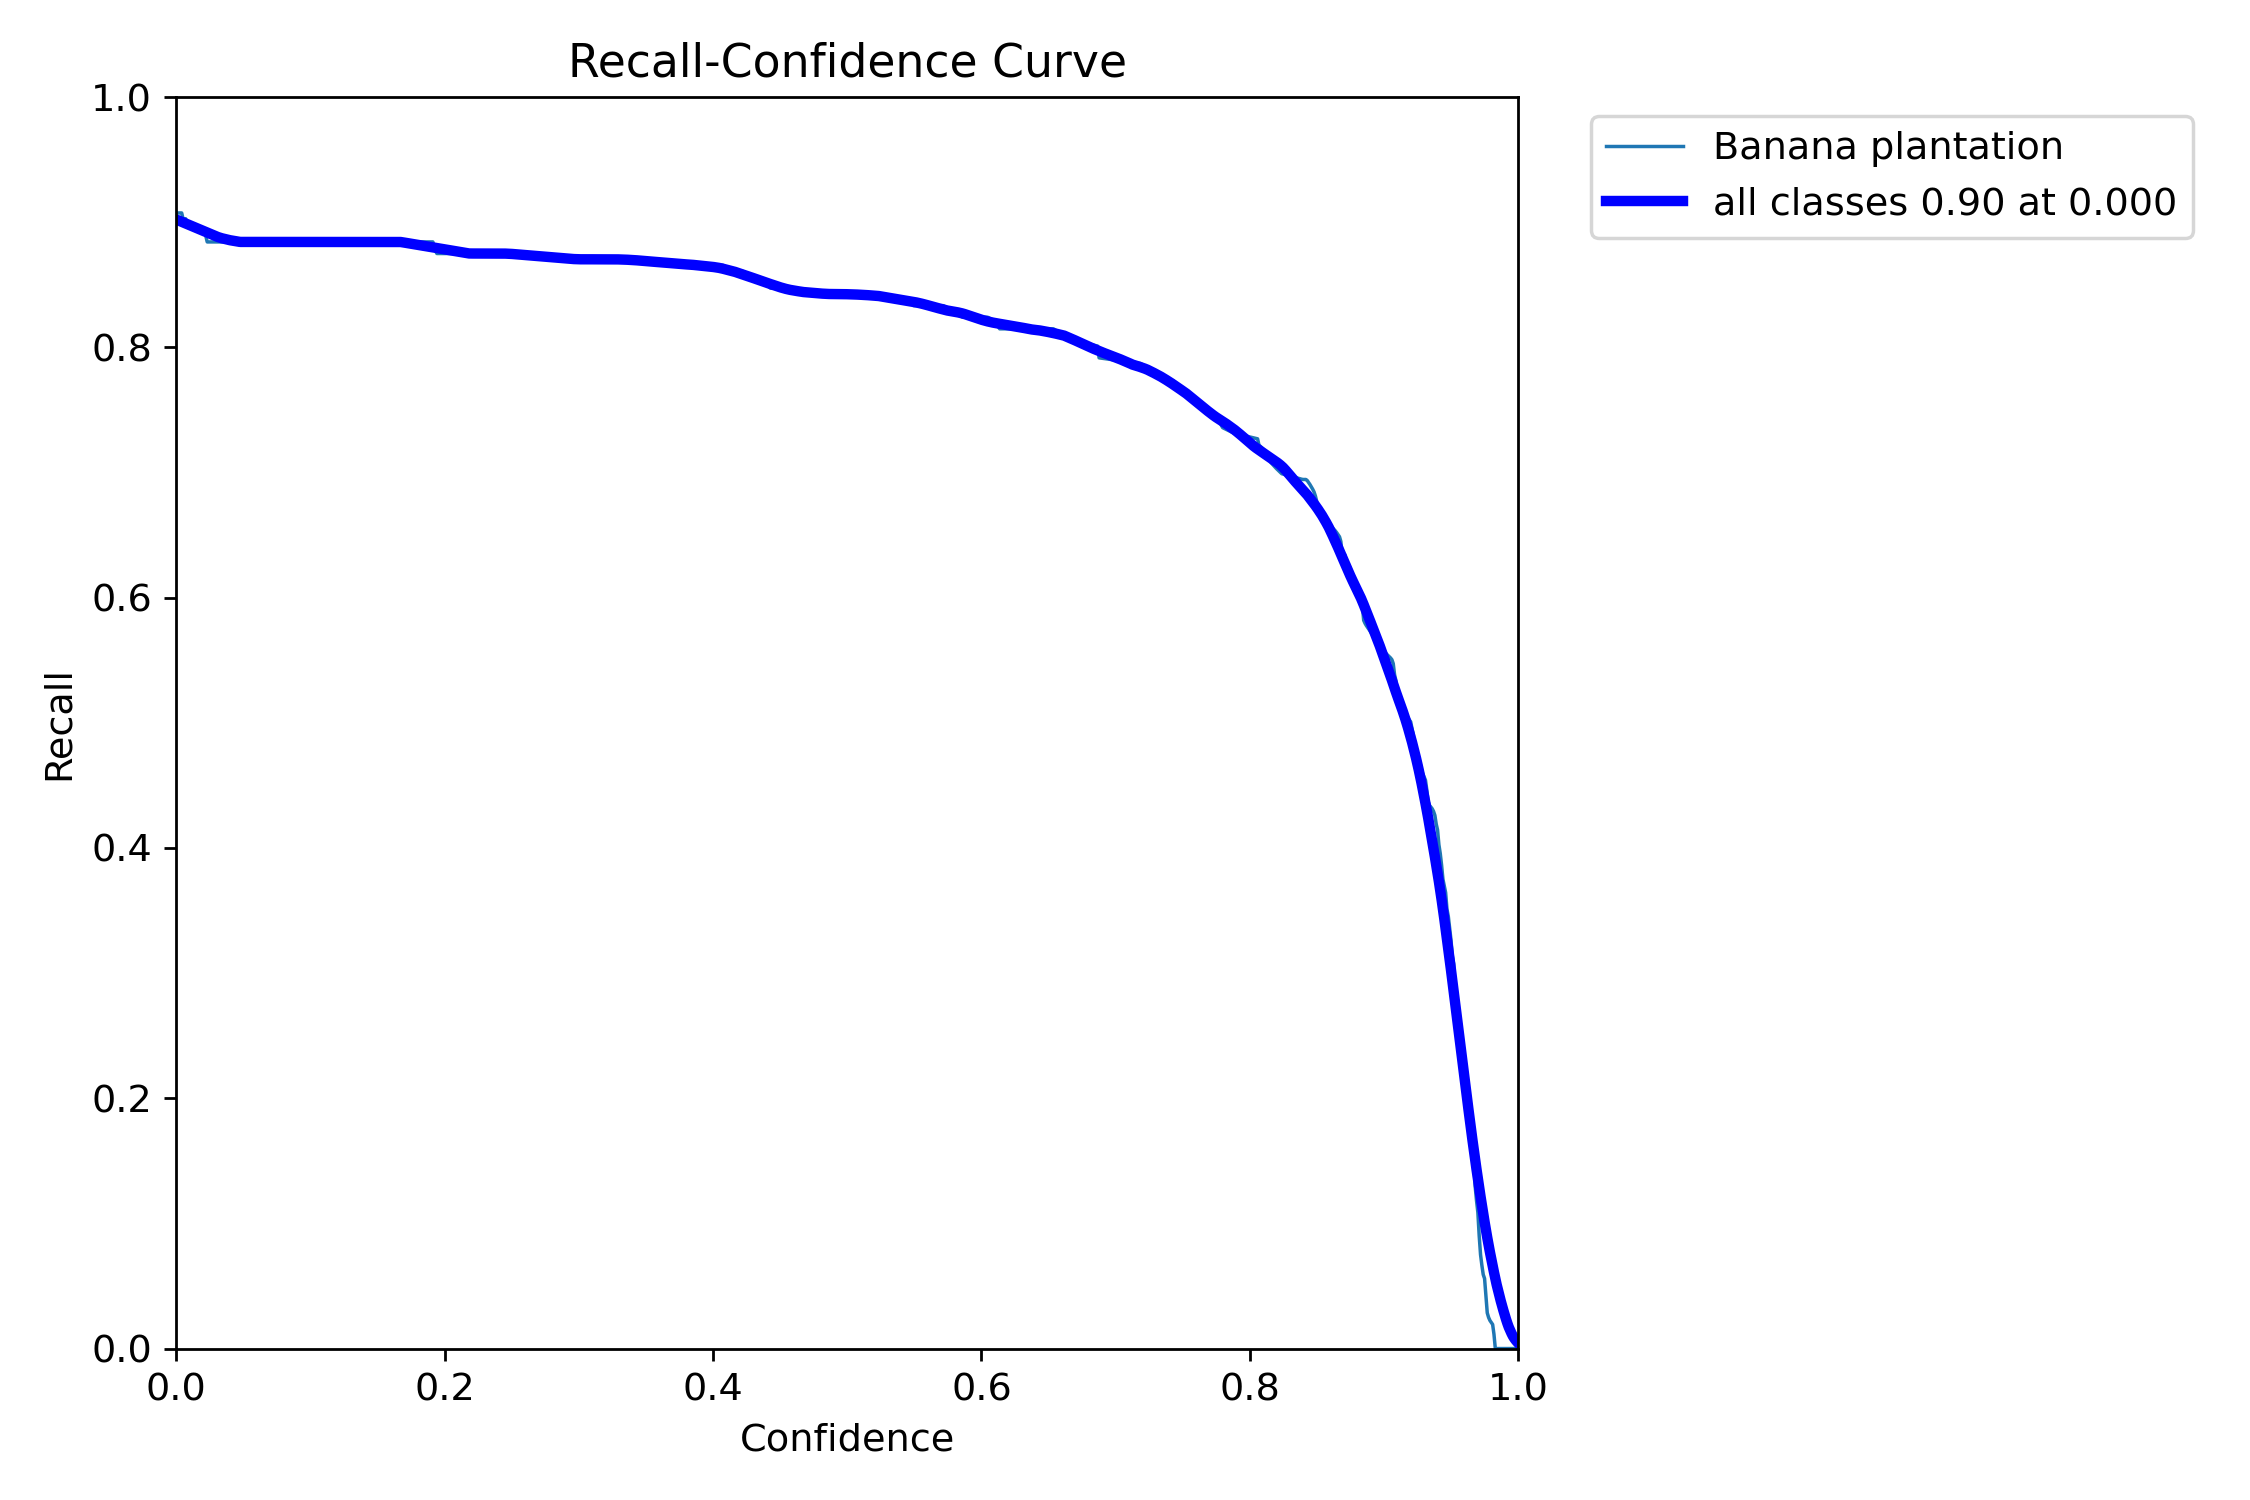 Recall-Confidence Curve
1.0
0.8
0.6
0.4
0.2
0.0
Recall
0.0 0.2 0.4 0.6 0.8 1.0
Confidence
Banana plantation
all classes 0.90 at 0.000